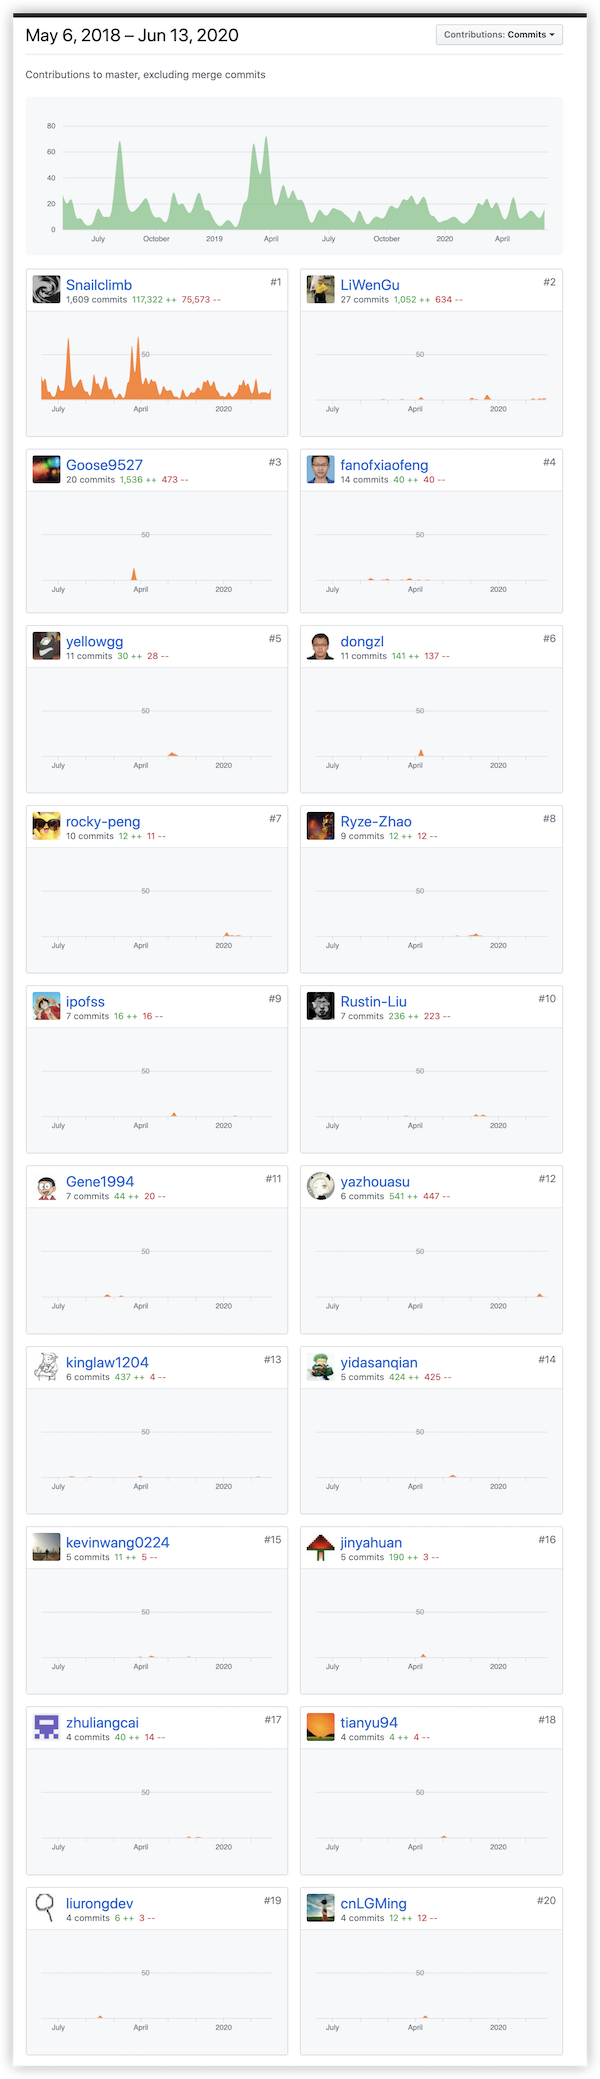 May 6, 2018 – Jun 13, 2020
Contributions: Commits
Contributions to master, excluding merge commits
80
60
40
20
0
July October 2019 April July October 2020 April
Snailclimb #1
1,609 commits 117,322 ++ 75,573 --
50
July April 2020
LiWenGu #2
27 commits 1,052 ++ 634 --
50
July April 2020
Goose9527 #3
20 commits 1,536 ++ 473 --
50
July April 2020
fanofxiaofeng #4
14 commits 40 ++ 40 --
50
July April 2020
yellowgg #5
11 commits 30 ++ 28 --
50
July April 2020
dongzl #6
11 commits 141 ++ 137 --
50
July April 2020
rocky-peng #7
10 commits 12 ++ 11 --
50
July April 2020
Ryze-Zhao #8
9 commits 12 ++ 12 --
50
July April 2020
ipofss #9
7 commits 16 ++ 16 --
50
July April 2020
Rustin-Liu #10
7 commits 236 ++ 223 --
50
July April 2020
Gene1994 #11
7 commits 44 ++ 20 --
50
July April 2020
yazhouasu #12
6 commits 541 ++ 447 --
50
July April 2020
kinglaw1204 #13
6 commits 437 ++ 4 --
50
July April 2020
yidasanqian #14
5 commits 424 ++ 425 --
50
July April 2020
kevinwang0224 #15
5 commits 11 ++ 5 --
50
July April 2020
jinyahuan #16
5 commits 190 ++ 3 --
50
July April 2020
zhuliangcai #17
4 commits 40 ++ 14 --
50
July April 2020
tianyu94 #18
4 commits 4 ++ 4 --
50
July April 2020
liurongdev #19
4 commits 6 ++ 3 --
50
July April 2020
cnLGMing #20
4 commits 12 ++ 12 --
50
July April 2020